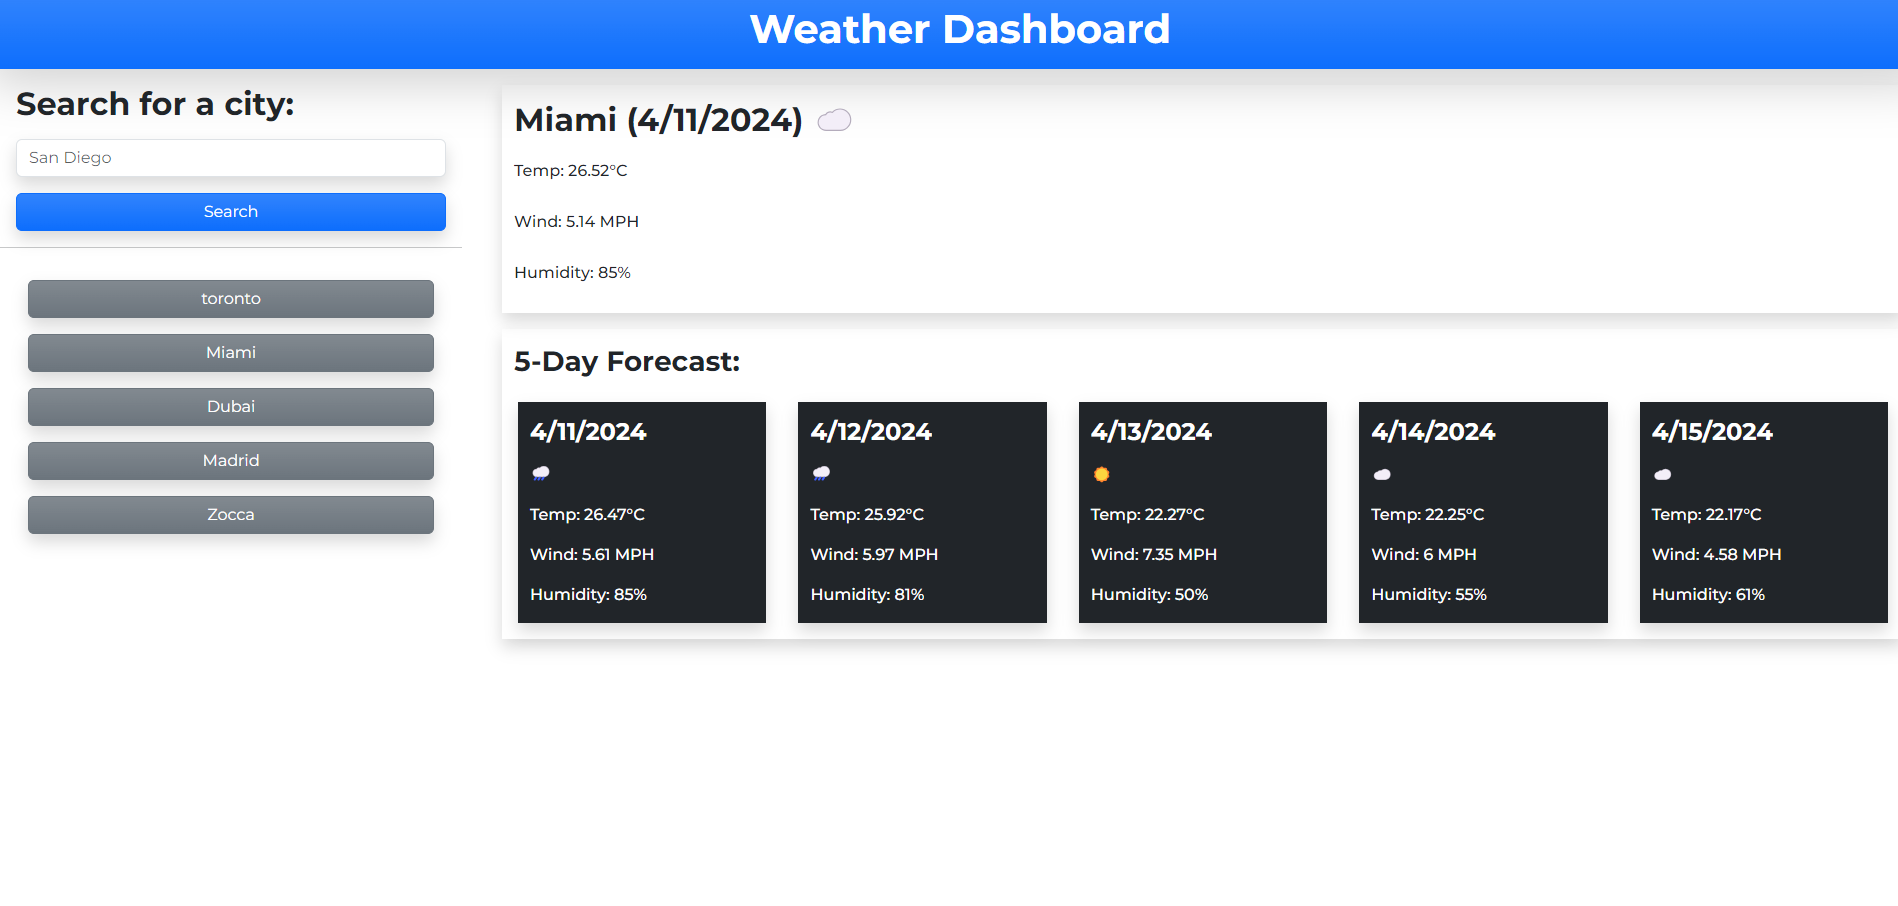 Weather Dashboard
Search for a city:
San Diego
Search
toronto
Miami
Dubai
Madrid
Zocca
Miami (4/11/2024)
Temp: 26.52°C
Wind: 5.14 MPH
Humidity: 85%
5-Day Forecast:
4/11/2024
Temp: 26.47°C
Wind: 5.61 MPH
Humidity: 85%
4/12/2024
Temp: 25.92°C
Wind: 5.97 MPH
Humidity: 81%
4/13/2024
Temp: 22.27°C
Wind: 7.35 MPH
Humidity: 50%
4/14/2024
Temp: 22.25°C
Wind: 6 MPH
Humidity: 55%
4/15/2024
Temp: 22.17°C
Wind: 4.58 MPH
Humidity: 61%